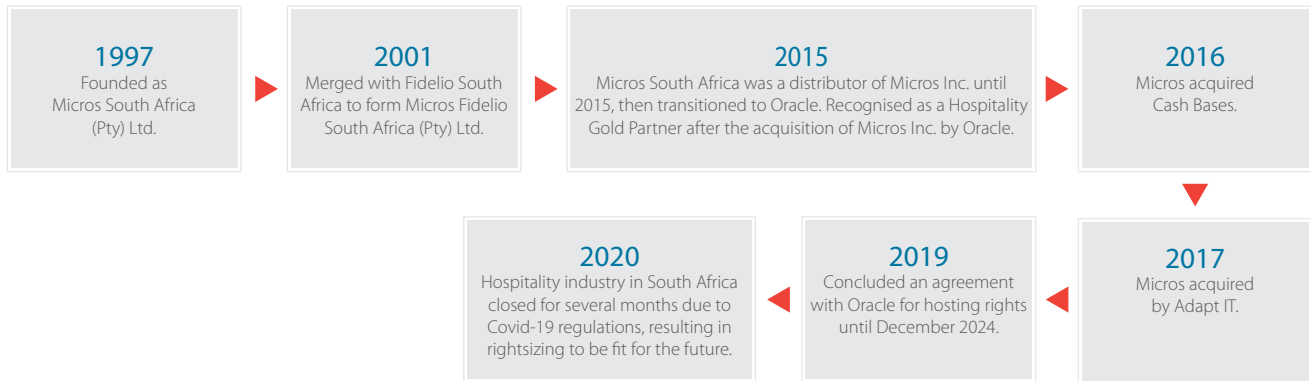 1997
Founded as
Micros South Africa
(Pty) Ltd.
2001
Merged with Fidelio South
Africa to form Micros Fidelio
South Africa (Pty) Ltd.
2015
Micros South Africa was a distributor of Micros Inc. until
2015, then transitioned to Oracle. Recognised as a Hospitality
Gold Partner after the acquisition of Micros Inc. by Oracle.
2016
Micros acquired
Cash Bases.
2017
Micros acquired
by Adapt IT.
2019
Concluded an agreement
with Oracle for hosting rights
until December 2024.
2020
Hospitality industry in South Africa
closed for several months due to
Covid-19 regulations, resulting in
rightsizing to be fit for the future.